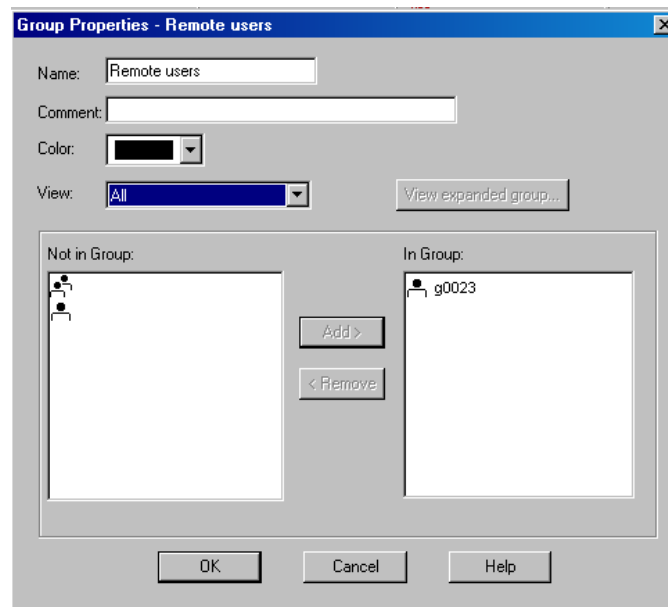 Group Properties - Remote users
Name: Remote users
Comment:
Color:
View: All View expanded group...
Not in Group: In Group:
g0023
Add >
< Remove
OK Cancel Help